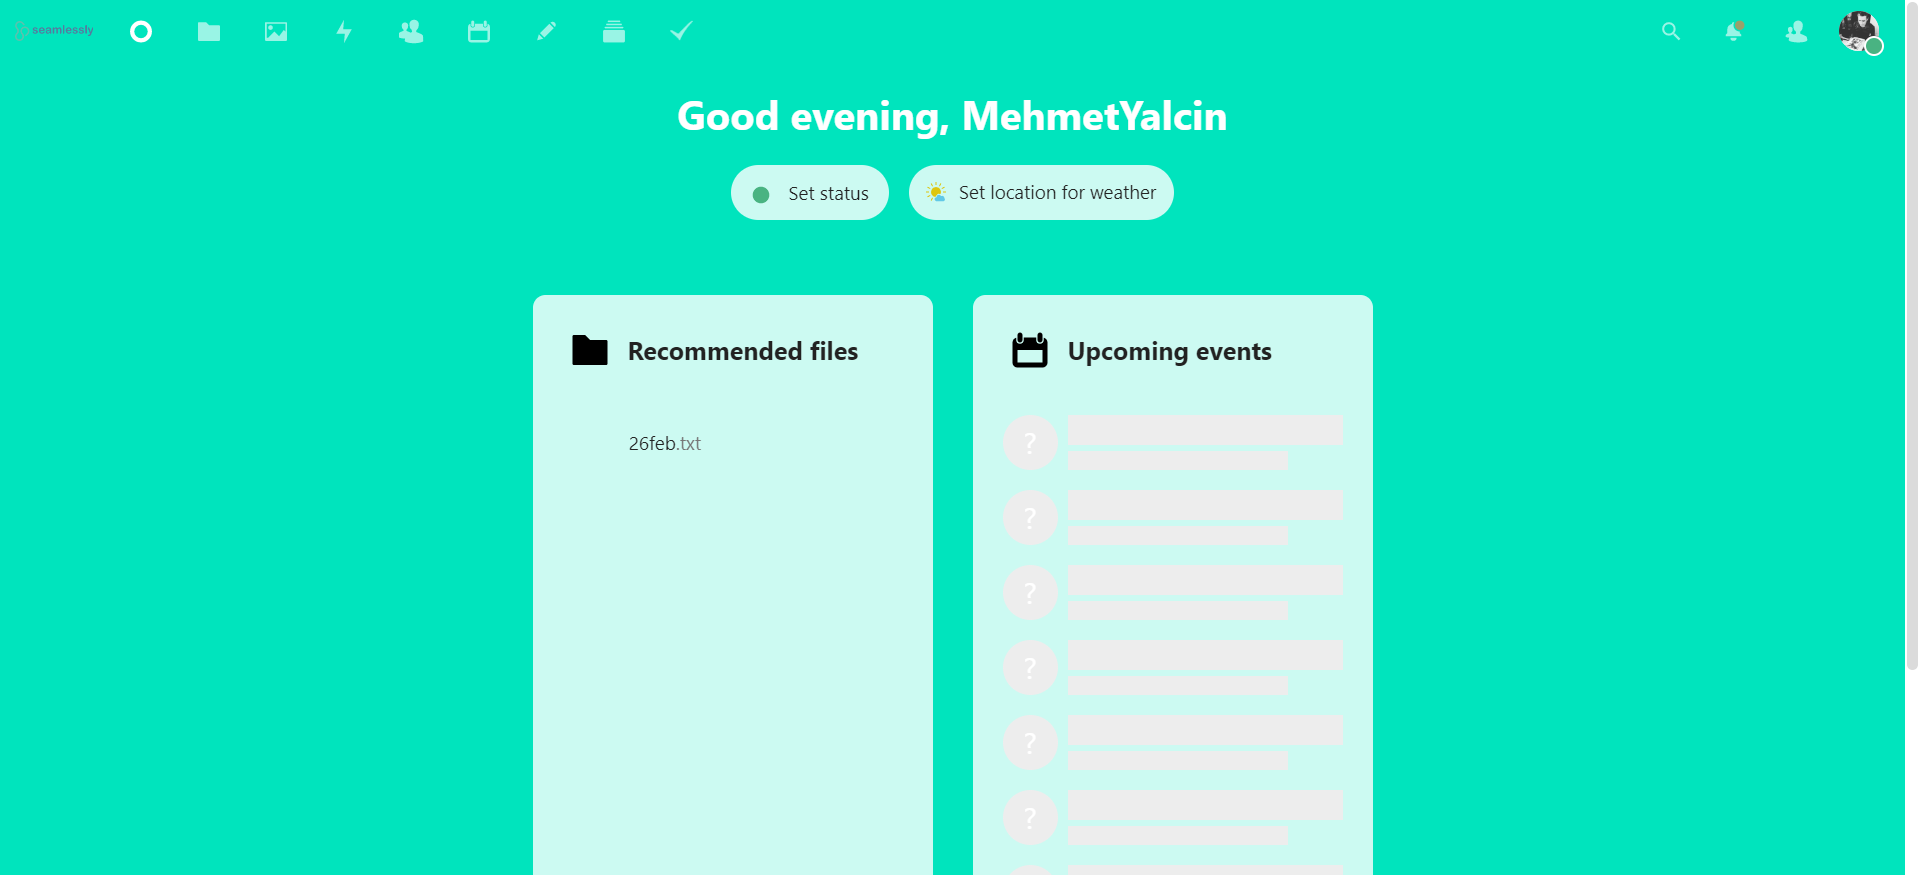 seamlessly
Good evening, MehmetYalcin
Set status
Set location for weather
Recommended files
26feb.txt
Upcoming events
?
?
?
?
?
?